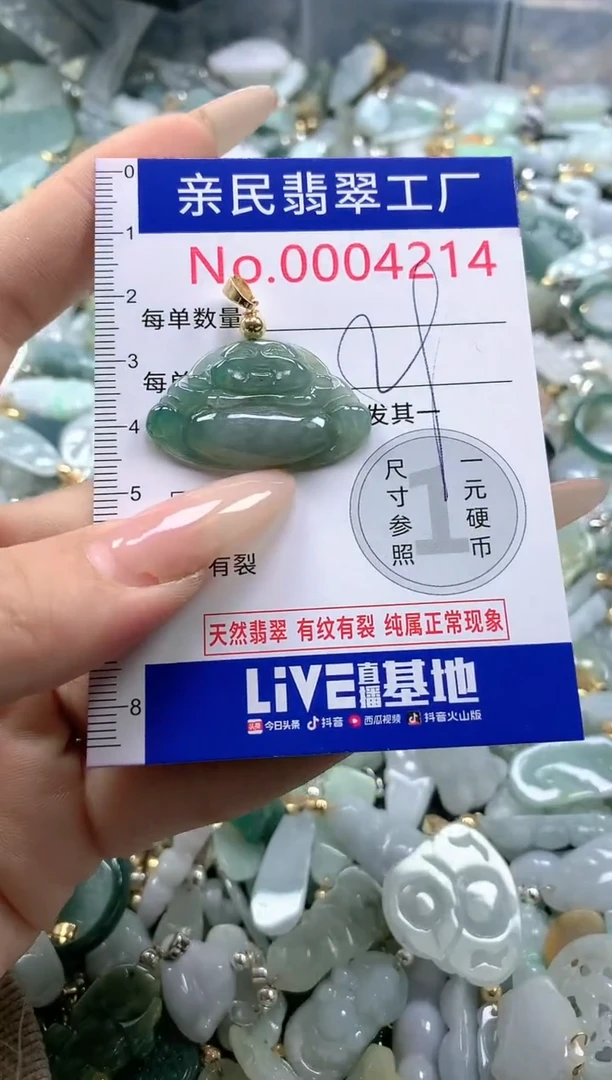 亲民翡翠工厂
No.0004214
每单数量
每单
发其一
尺寸参照
1
一元硬币
有裂
天然翡翠 有纹有裂 纯属正常现象
LiVE直播基地
头条 今日头条 抖音 西瓜视频 抖音火山版
0
1
2
3
4
5
8